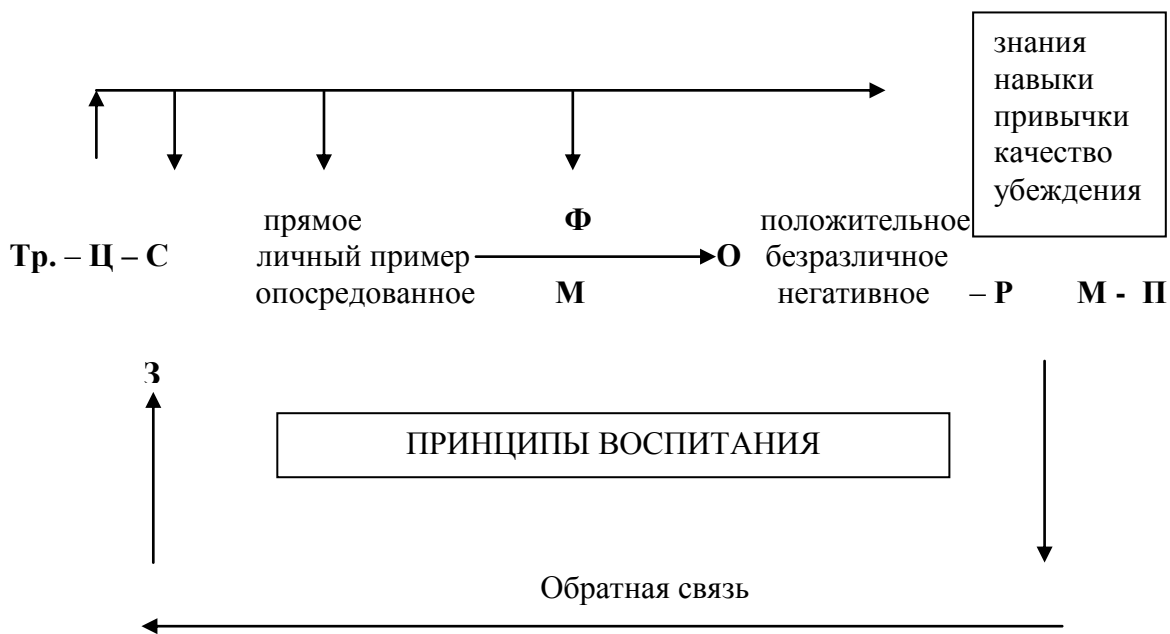 знания
навыки
привычки
качество
убеждения
прямое Ф положительное
Тр. – Ц – С личный пример О безразличное
опосредованное М негативное – Р М - П
З
ПРИНЦИПЫ ВОСПИТАНИЯ
Обратная связь